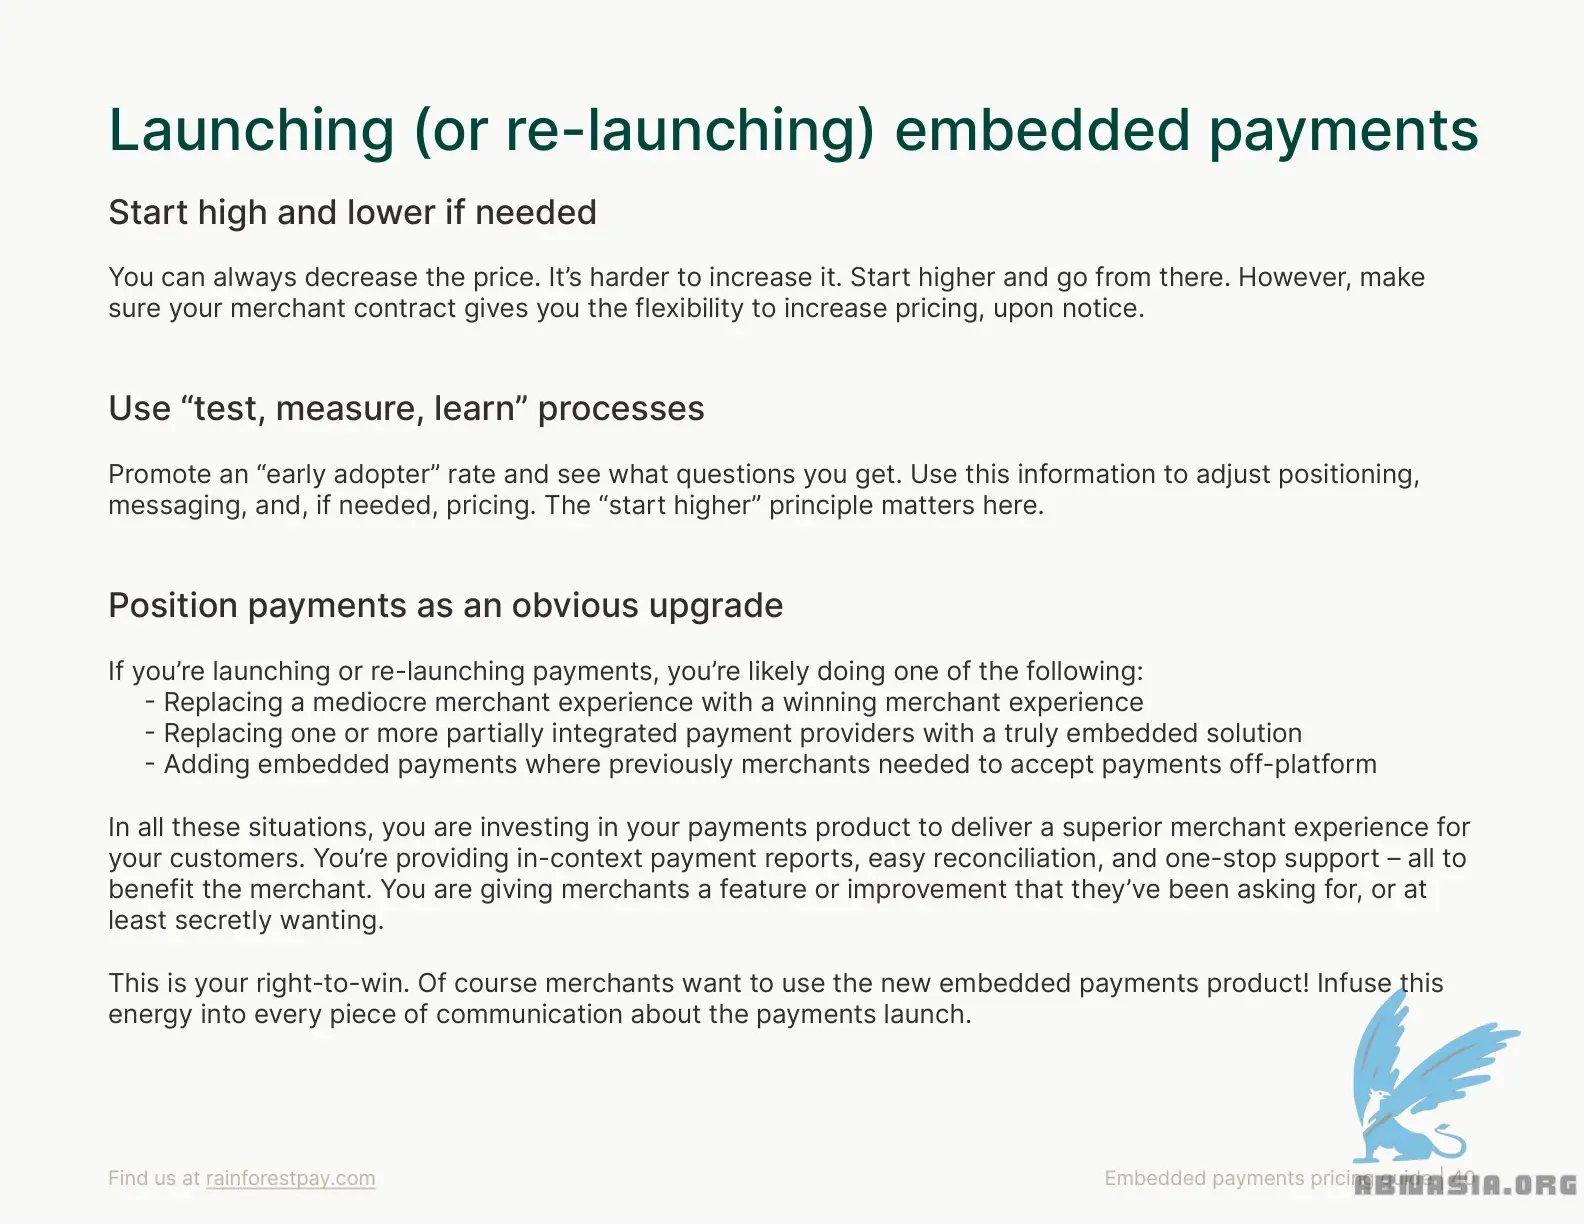 Launching (or re-launching) embedded payments
Start high and lower if needed
You can always decrease the price. It’s harder to increase it. Start higher and go from there. However, make
sure your merchant contract gives you the flexibility to increase pricing, upon notice.
Use “test, measure, learn” processes
Promote an “early adopter” rate and see what questions you get. Use this information to adjust positioning,
messaging, and, if needed, pricing. The “start higher” principle matters here.
Position payments as an obvious upgrade
If you’re launching or re-launching payments, you’re likely doing one of the following:
- Replacing a mediocre merchant experience with a winning merchant experience
- Replacing one or more partially integrated payment providers with a truly embedded solution
- Adding embedded payments where previously merchants needed to accept payments off-platform
In all these situations, you are investing in your payments product to deliver a superior merchant experience for
your customers. You’re providing in-context payment reports, easy reconciliation, and one-stop support – all to
benefit the merchant. You are giving merchants a feature or improvement that they’ve been asking for, or at
least secretly wanting.
This is your right-to-win. Of course merchants want to use the new embedded payments product! Infuse this
energy into every piece of communication about the payments launch.
Find us at rainforestpay.com
Embedded payments pricing guide | 40
ABNASIA.ORG